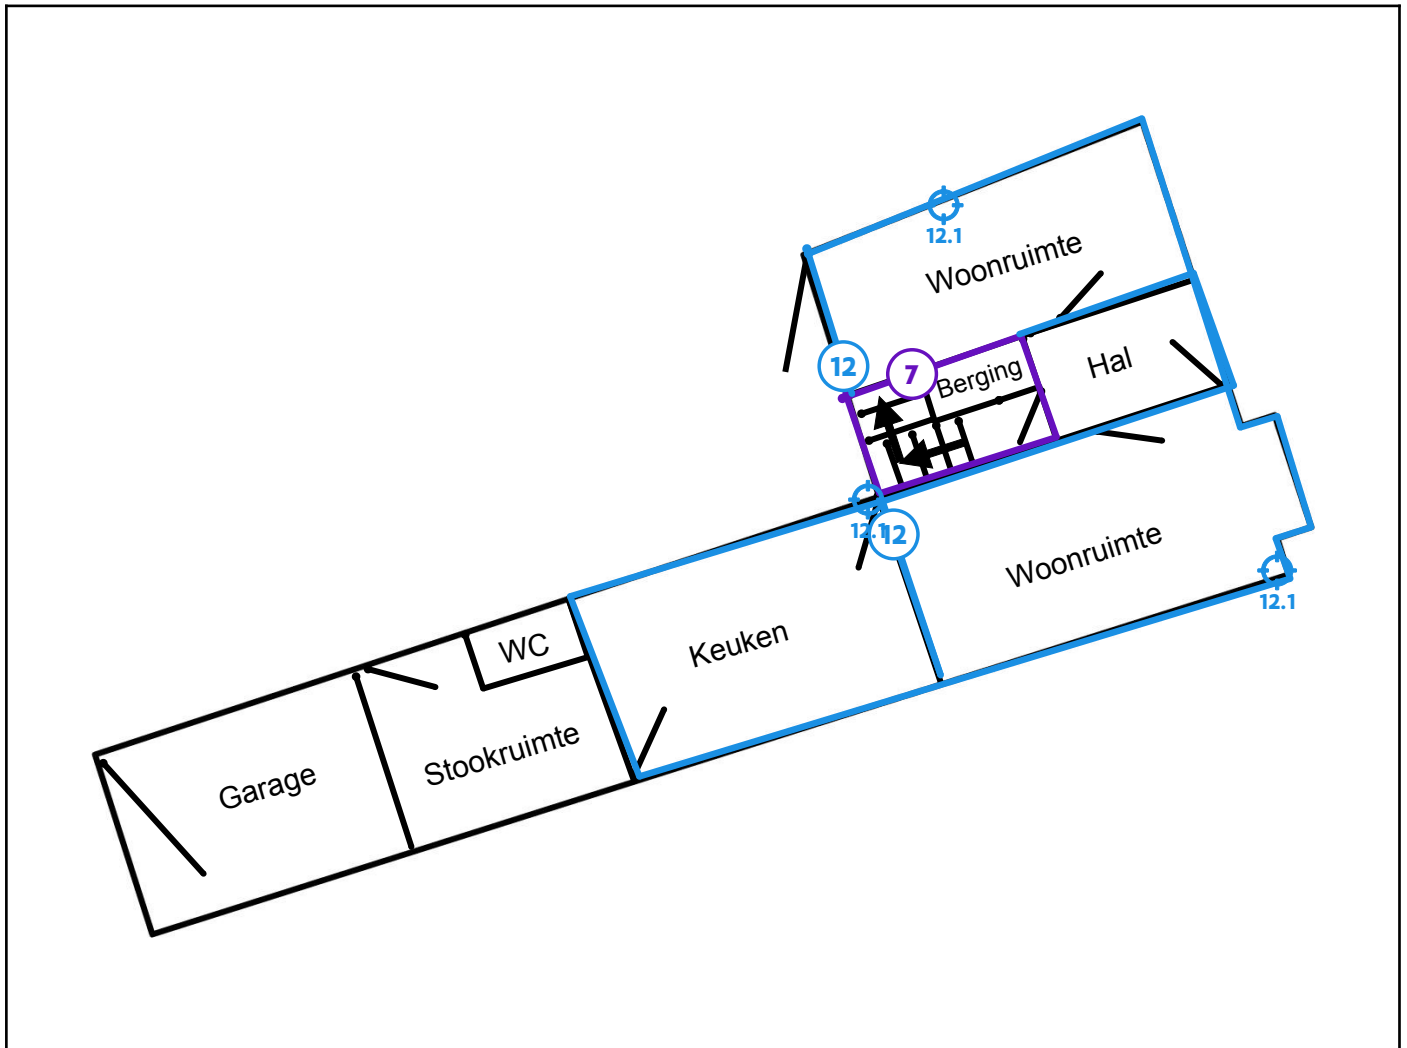 12.1
Woonruimte
12
7
Berging
Hal
12.1
12
Woonruimte
12.1
Keuken
WC
Stookruimte
Garage